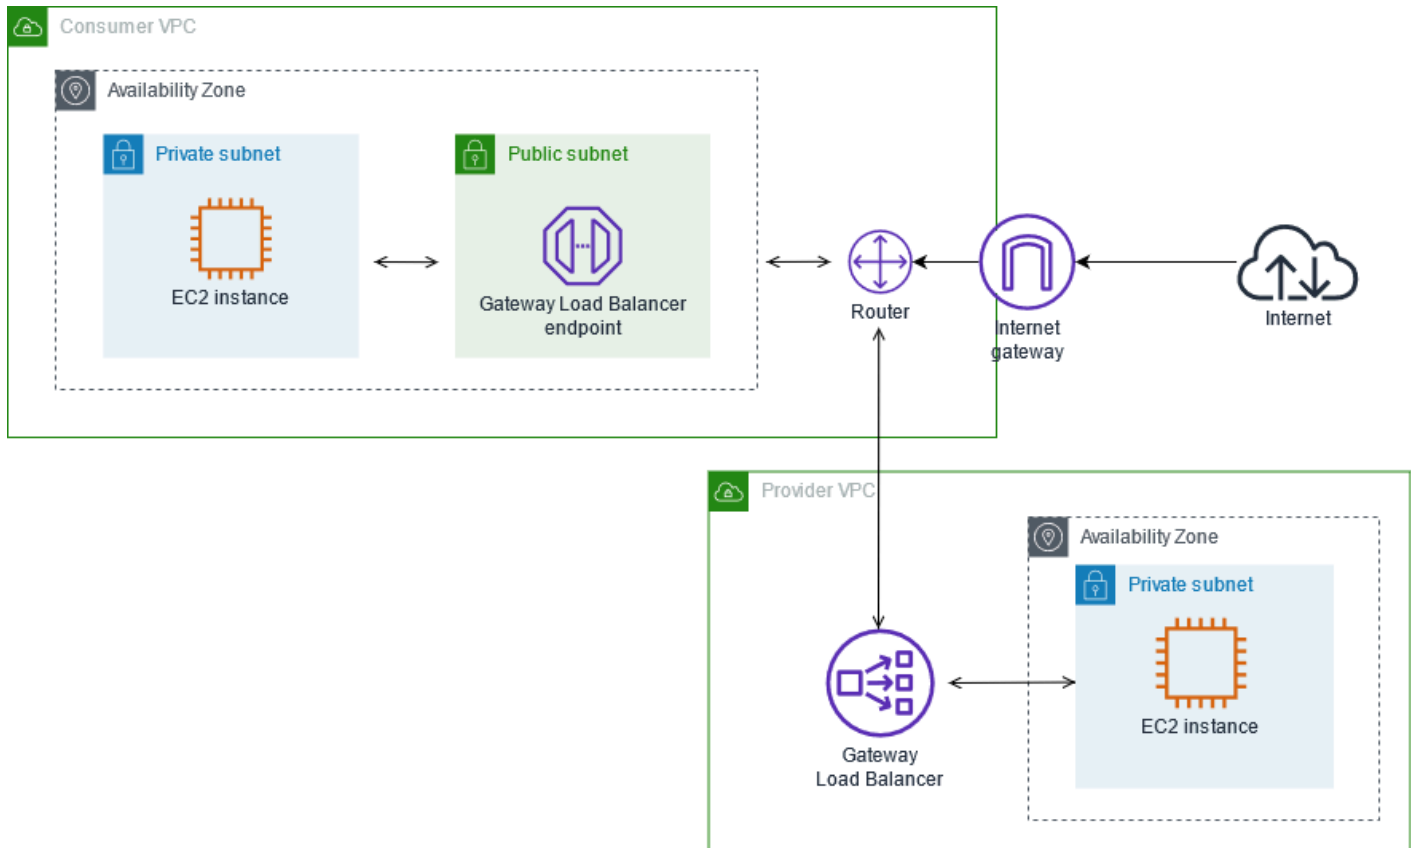 Consumer VPC
Availability Zone
Private subnet
Public subnet
EC2 instance
Gateway Load Balancer
endpoint
Router
Internet
gateway
Internet
Provider VPC
Availability Zone
Private subnet
EC2 instance
Gateway
Load Balancer